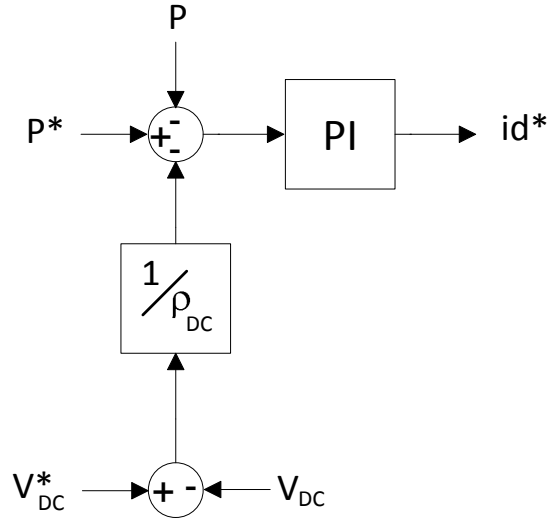 P
P*
+
-
-
PI
id*
1/ρDC
V*DC
+
-
VDC